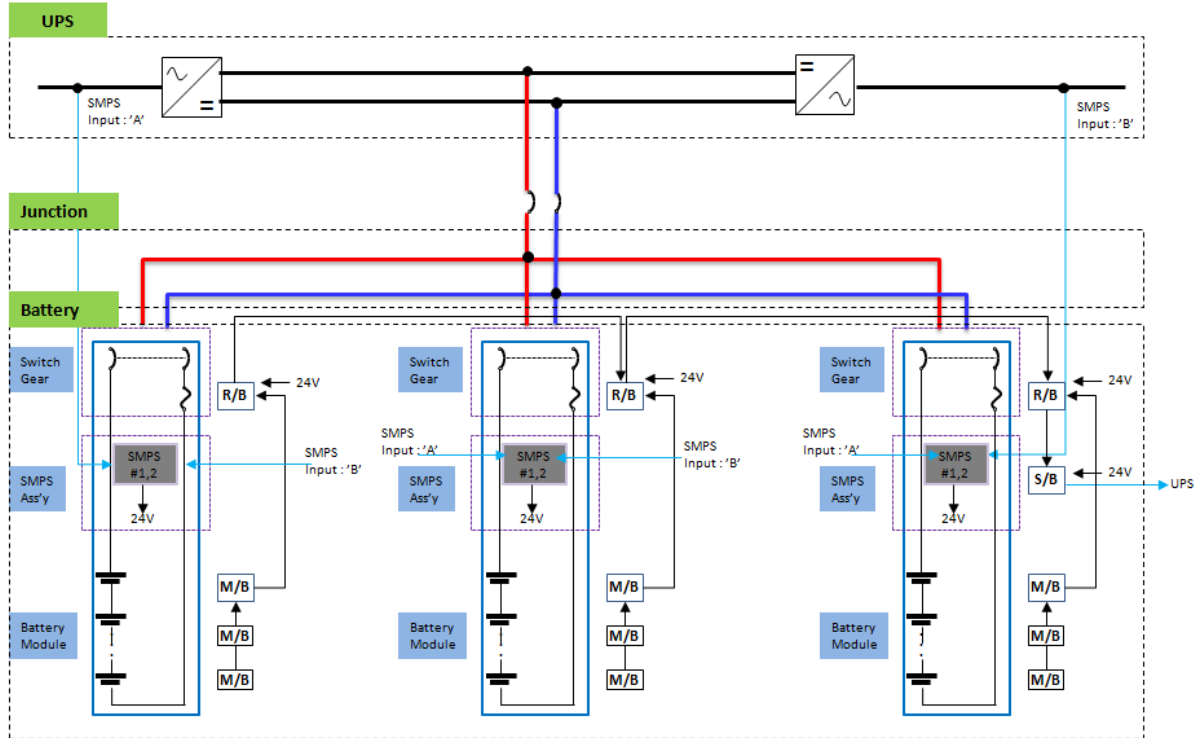 UPS
SMPS
Input : 'A'
SMPS
Input : 'B'
Junction
Battery
Switch
Gear
R/B
24V
SMPS
#1,2
SMPS
Input : 'B'
SMPS
Ass'y
24V
M/B
Battery
Module
M/B
M/B
Switch
Gear
R/B
24V
SMPS
Input : 'A'
SMPS
#1,2
SMPS
Input : 'B'
SMPS
Ass'y
24V
M/B
Battery
Module
M/B
M/B
Switch
Gear
R/B
24V
SMPS
Input : 'A'
SMPS
#1,2
SMPS
Ass'y
24V
S/B
24V
UPS
M/B
Battery
Module
M/B
M/B